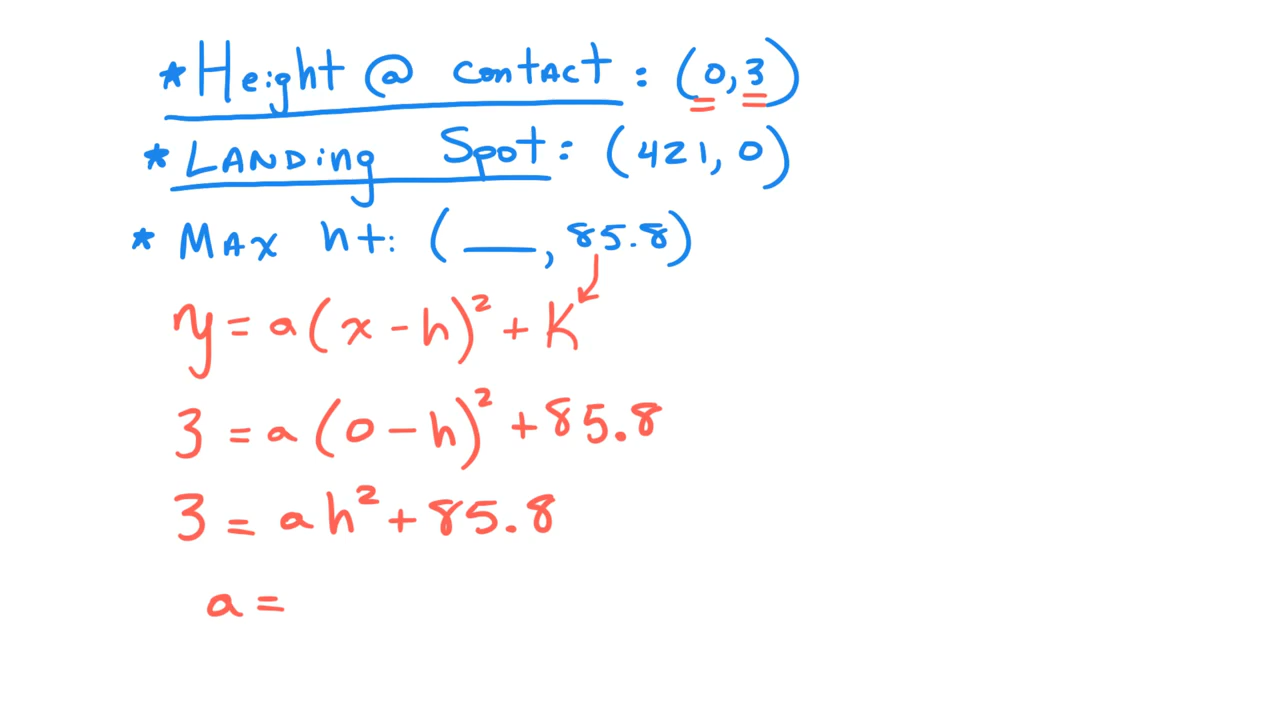 * Height @ contact : (0, 3)
* LANDing Spot : (421, 0)
* MAx ht: ( ___, 85.8)
y = a(x - h)² + K
3 = a(0 - h)² + 85.8
3 = ah² + 85.8
a =